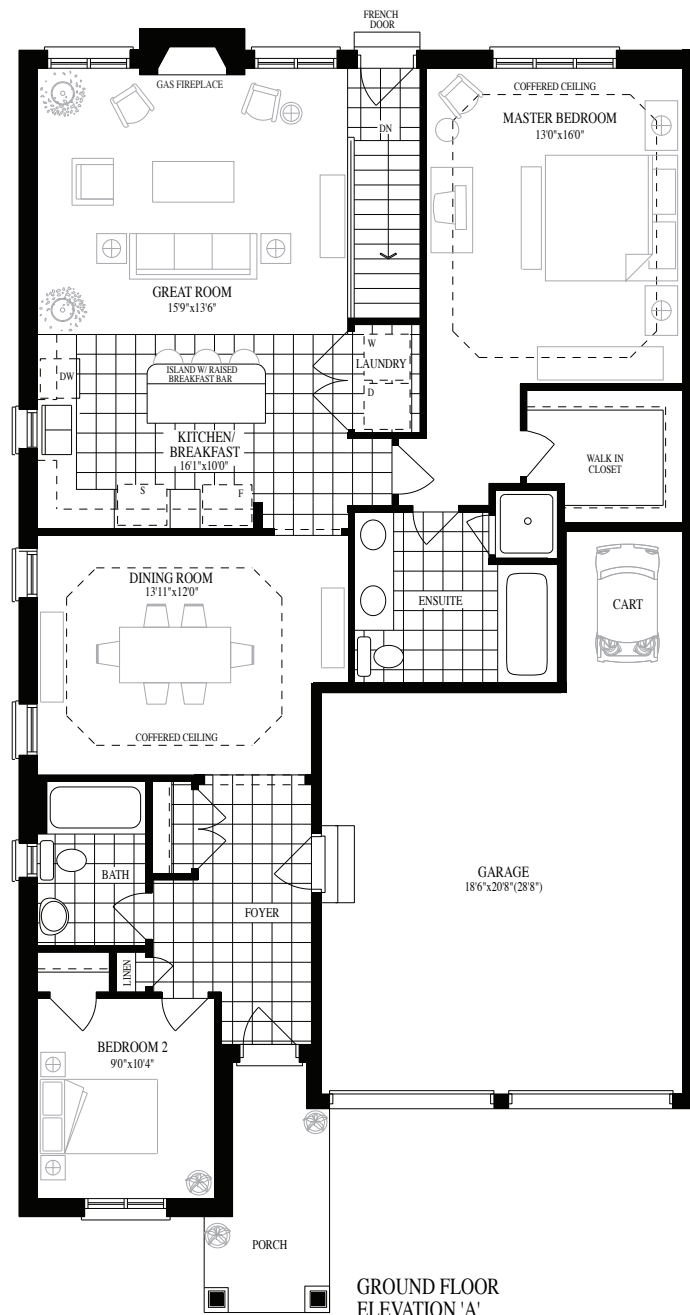 FRENCH
DOOR
GAS FIREPLACE
COFFERED CEILING
MASTER BEDROOM
13'0"x16'0"
DN
GREAT ROOM
15'9"x13'6"
W
LAUNDRY
D
DW
ISLAND W/ RAISED
BREAKFAST BAR
KITCHEN/
BREAKFAST
16'1"x10'0"
S
F
WALK IN
CLOSET
DINING ROOM
13'11"x12'0"
COFFERED CEILING
ENSUITE
CART
BATH
FOYER
GARAGE
18'6"x20'8"(28'8")
LINEN
BEDROOM 2
9'0"x10'4"
PORCH
GROUND FLOOR
ELEVATION 'A'